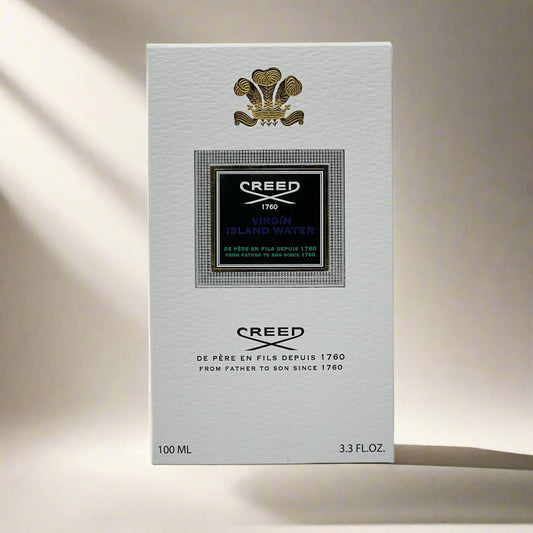 CREED
1760
VIRGIN
ISLAND WATER
DE PÈRE EN FILS DEPUIS 1760
FROM FATHER TO SON SINCE 1760
CREED
DE PÈRE EN FILS DEPUIS 1760
FROM FATHER TO SON SINCE 1760
100 ML
3.3 FL.OZ.